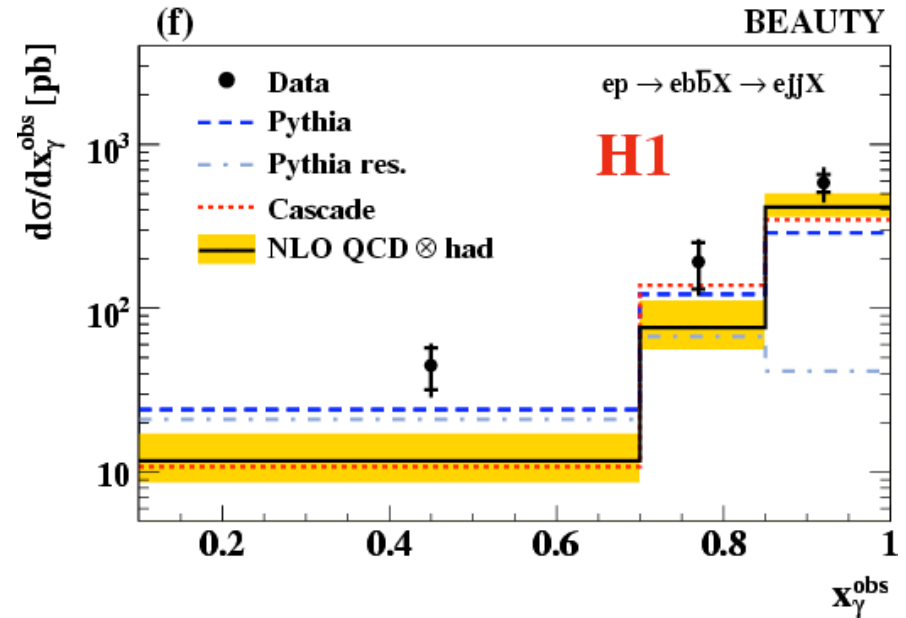 (f) BEAUTY
dσ/dx_γ^obs [pb]
Data
ep → eb b̅X → ejjX
Pythia
H1
Pythia res.
Cascade
NLO QCD ⊗ had
10³
10²
10
0.2 0.4 0.6 0.8 1
x_γ^obs